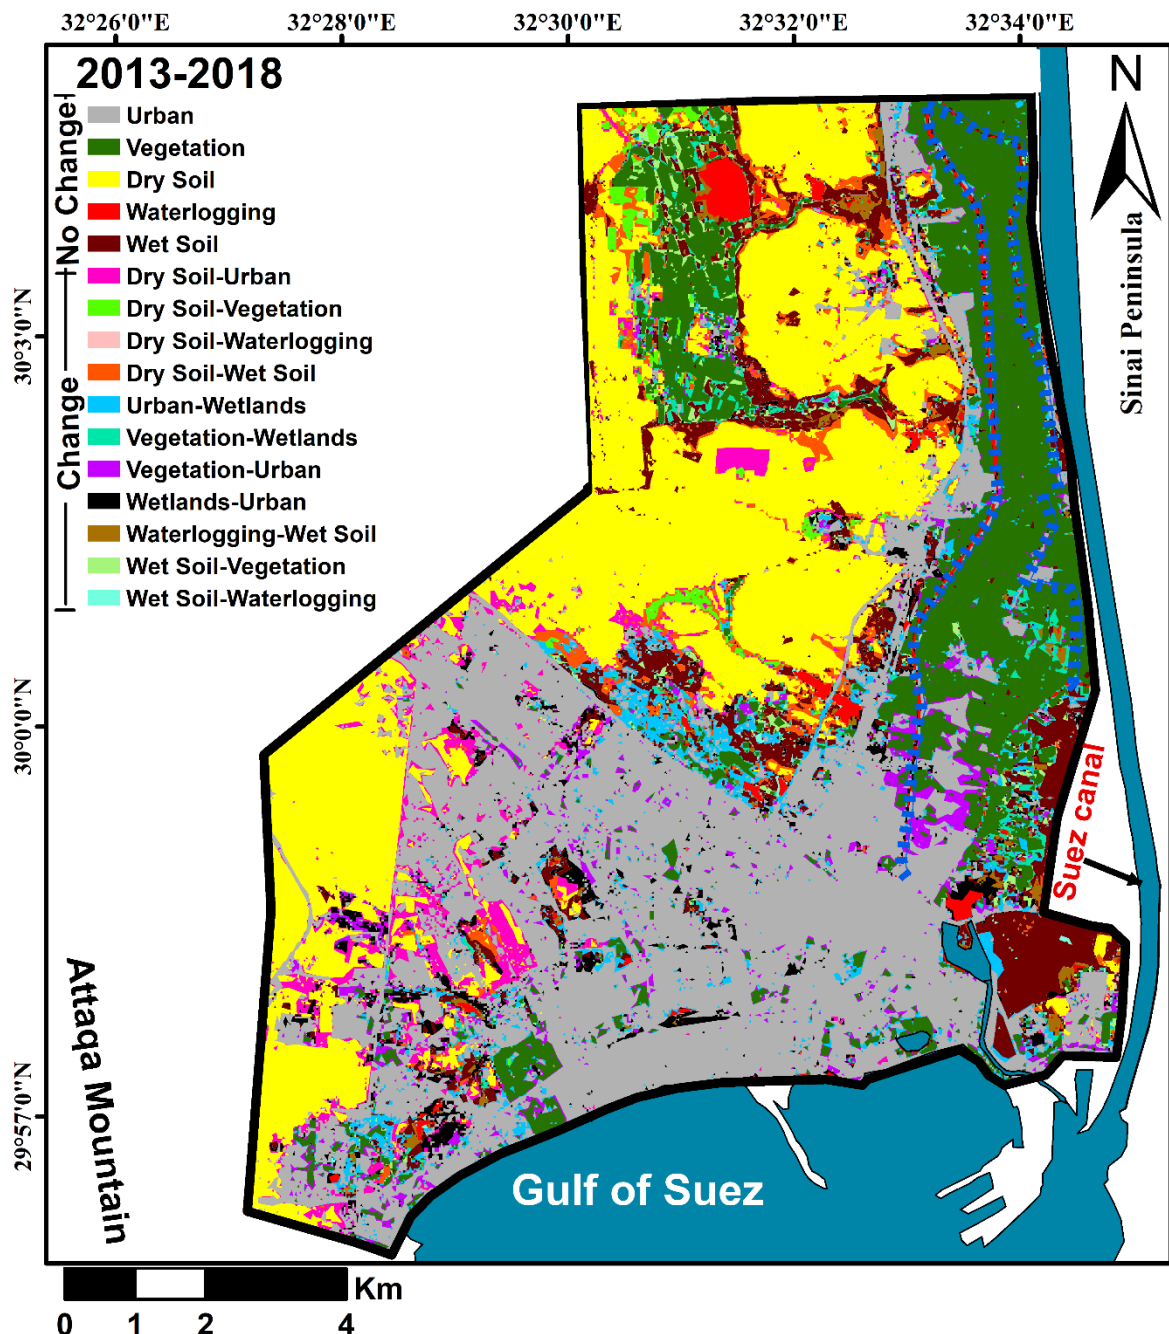 32°26'0"E 32°28'0"E 32°30'0"E 32°32'0"E 32°34'0"E
2013-2018
No Change
Urban
Vegetation
Dry Soil
Waterlogging
Wet Soil
Change
Dry Soil-Urban
Dry Soil-Vegetation
Dry Soil-Waterlogging
Dry Soil-Wet Soil
Urban-Wetlands
Vegetation-Wetlands
Vegetation-Urban
Wetlands-Urban
Waterlogging-Wet Soil
Wet Soil-Vegetation
Wet Soil-Waterlogging
N
Sinai Peninsula
30°3'0"N
30°0'0"N
29°57'0"N
Suez canal
Attaqa Mountain
Gulf of Suez
Km
0 1 2 4